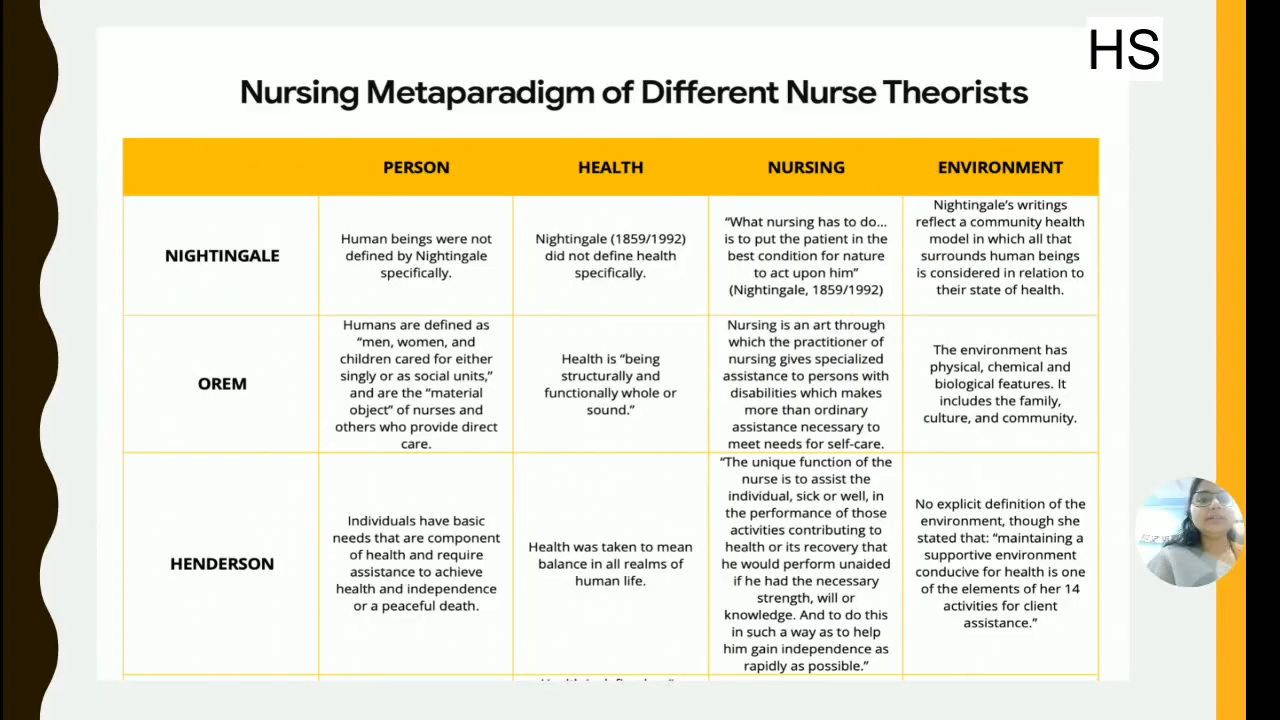 HS
Nursing Metaparadigm of Different Nurse Theorists
PERSON
HEALTH
NURSING
ENVIRONMENT
NIGHTINGALE
Human beings were not
defined by Nightingale
specifically.
Nightingale (1859/1992)
did not define health
specifically.
“What nursing has to do...
is to put the patient in the
best condition for nature
to act upon him”
(Nightingale, 1859/1992)
Nightingale’s writings
reflect a community health
model in which all that
surrounds human beings
is considered in relation to
their state of health.
OREM
Humans are defined as
“men, women, and
children cared for either
singly or as social units,”
and are the “material
object” of nurses and
others who provide direct
care.
Health is “being
structurally and
functionally whole or
sound.”
Nursing is an art through
which the practitioner of
nursing gives specialized
assistance to persons with
disabilities which makes
more than ordinary
assistance necessary to
meet needs for self-care.
The environment has
physical, chemical and
biological features. It
includes the family,
culture, and community.
HENDERSON
Individuals have basic
needs that are component
of health and require
assistance to achieve
health and independence
or a peaceful death.
Health was taken to mean
balance in all realms of
human life.
“The unique function of the
nurse is to assist the
individual, sick or well, in
the performance of those
activities contributing to
health or its recovery that
he would perform unaided
if he had the necessary
strength, will or
knowledge. And to do this
in such a way as to help
him gain independence as
rapidly as possible.”
No explicit definition of the
environment, though she
stated that: “maintaining a
supportive environment
conducive for health is one
of the elements of her 14
activities for client
assistance.”